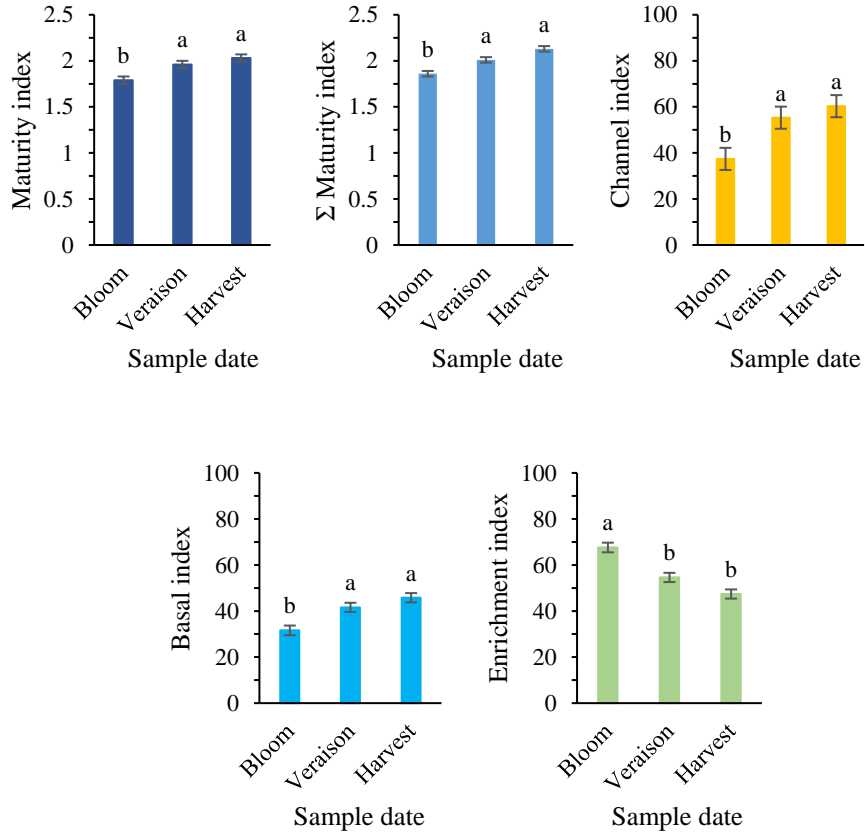 Maturity index
2.5
2
1.5
1
0.5
0
b
a
a
Bloom
Veraison
Harvest
Sample date
Σ Maturity index
2.5
2
1.5
1
0.5
0
b
a
a
Bloom
Veraison
Harvest
Sample date
Channel index
100
80
60
40
20
0
b
a
a
Bloom
Veraison
Harvest
Sample date
Basal index
100
80
60
40
20
0
b
a
a
Bloom
Veraison
Harvest
Sample date
Enrichment index
100
80
60
40
20
0
a
b
b
Bloom
Veraison
Harvest
Sample date